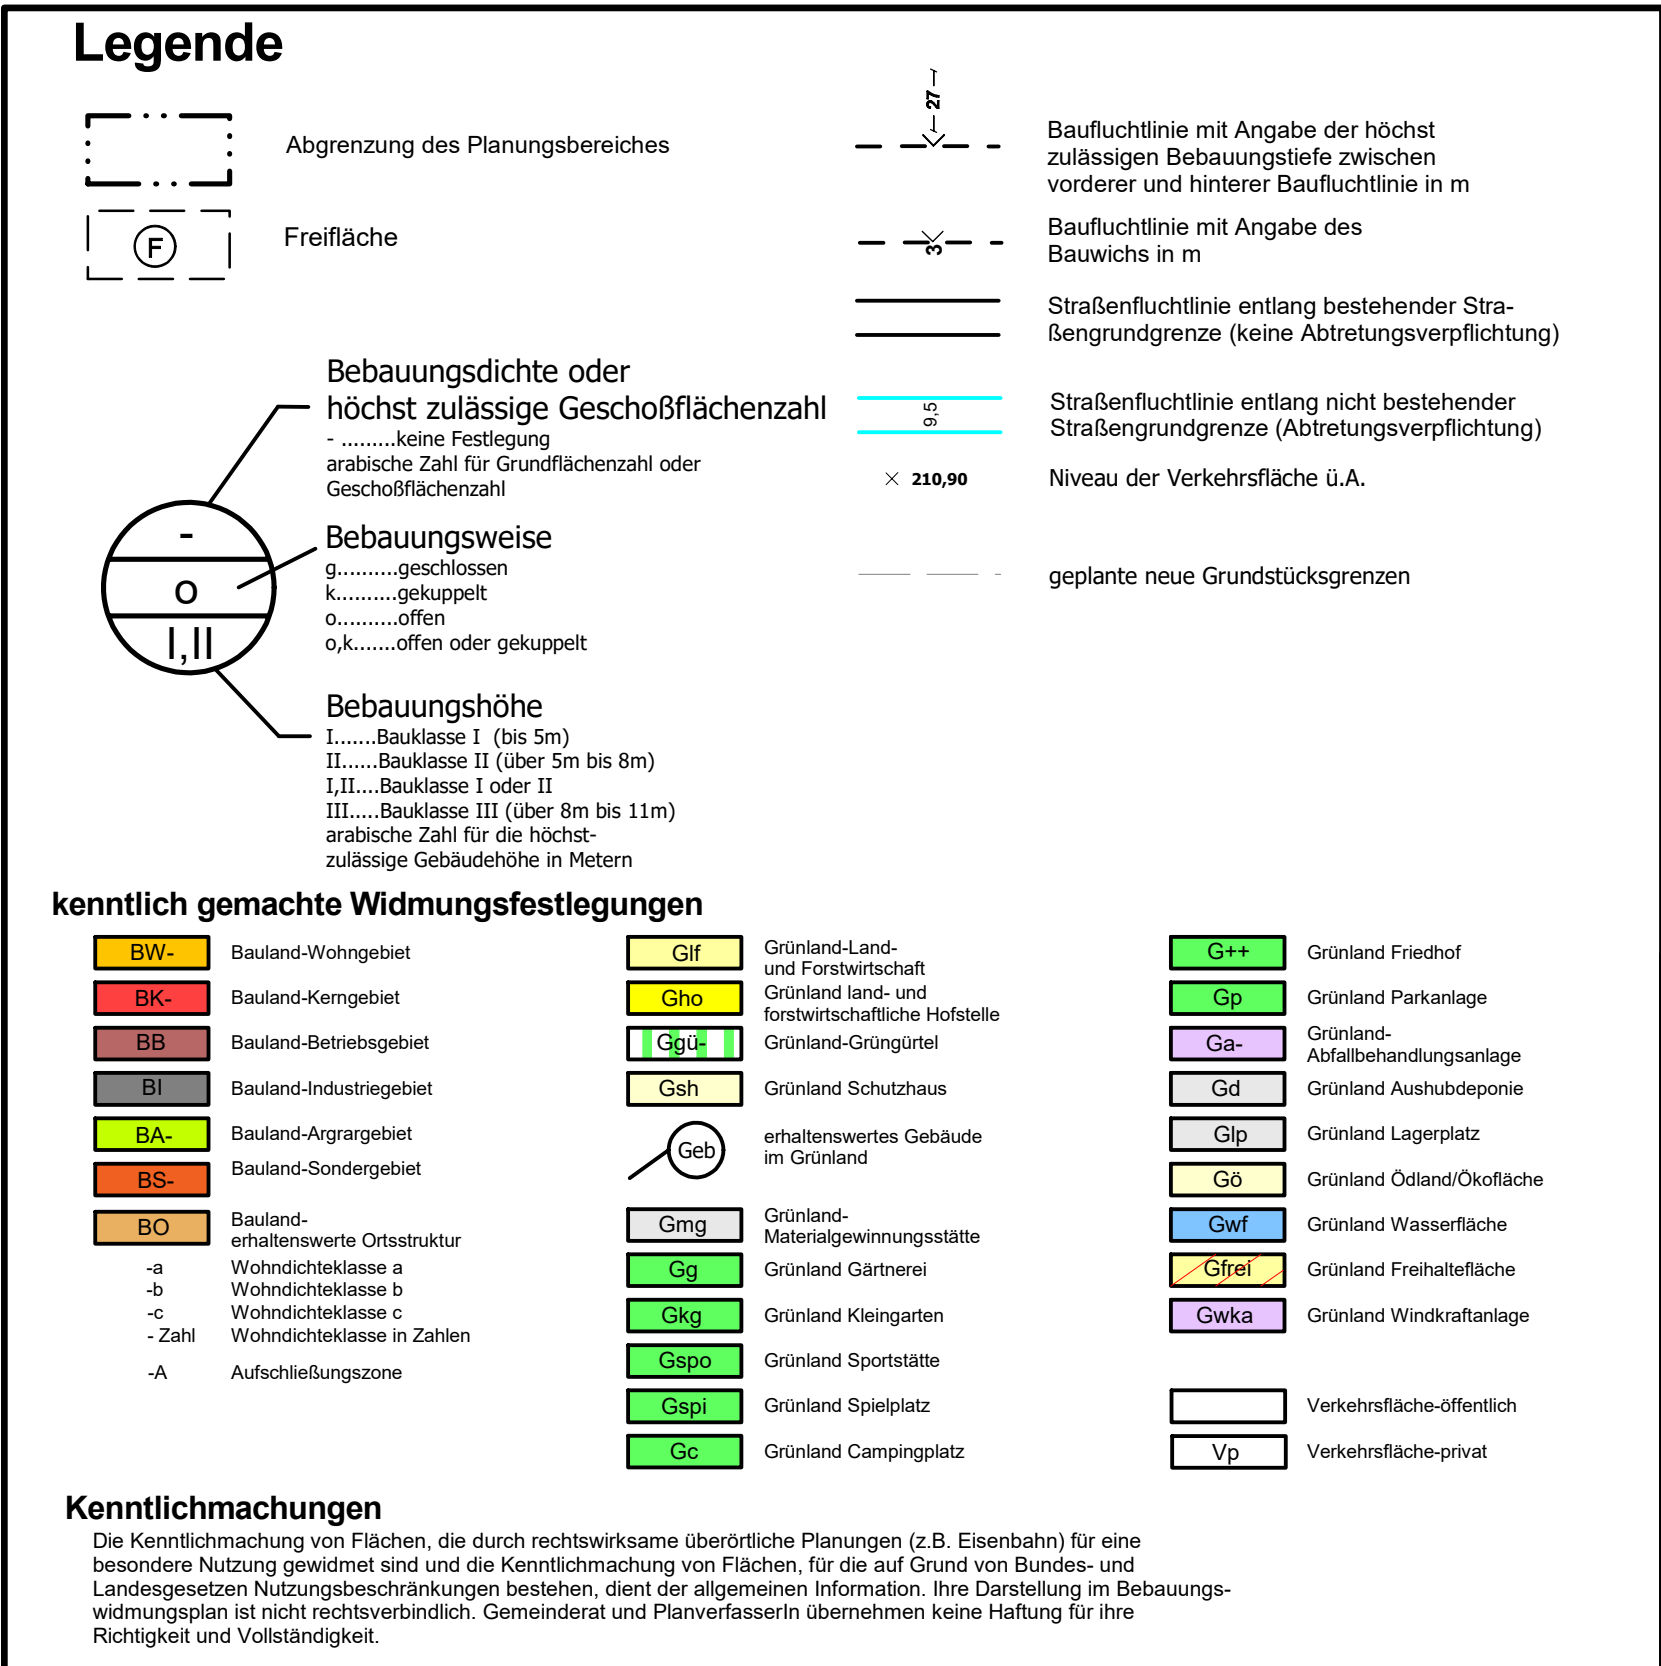 Legende
Abgrenzung des Planungsbereiches
F
Freifläche
27
Baufluchtlinie mit Angabe der höchst
zulässigen Bebauungstiefe zwischen
vorderer und hinterer Baufluchtlinie in m
3
Baufluchtlinie mit Angabe des
Bauwichs in m
Straßenfluchtlinie entlang bestehender Stra-
ßengrundgrenze (keine Abtretungsverpflichtung)
9,5
Straßenfluchtlinie entlang nicht bestehender
Straßengrundgrenze (Abtretungsverpflichtung)
210,90
Niveau der Verkehrsfläche ü.A.
geplante neue Grundstücksgrenzen
-
o
I,II
Bebauungsdichte oder
höchst zulässige Geschoßflächenzahl
- .........keine Festlegung
arabische Zahl für Grundflächenzahl oder
Geschoßflächenzahl
Bebauungsweise
g..........geschlossen
k..........gekuppelt
o..........offen
o,k.......offen oder gekuppelt
Bebauungshöhe
I.......Bauklasse I (bis 5m)
II......Bauklasse II (über 5m bis 8m)
I,II....Bauklasse I oder II
III.....Bauklasse III (über 8m bis 11m)
arabische Zahl für die höchst-
zulässige Gebäudehöhe in Metern
kenntlich gemachte Widmungsfestlegungen
BW- Bauland-Wohngebiet
BK- Bauland-Kerngebiet
BB Bauland-Betriebsgebiet
BI Bauland-Industriegebiet
BA- Bauland-Argrargebiet
BS- Bauland-Sondergebiet
BO Bauland-
erhaltenswerte Ortsstruktur
-a Wohndichteklasse a
-b Wohndichteklasse b
-c Wohndichteklasse c
- Zahl Wohndichteklasse in Zahlen
-A Aufschließungszone
Glf Grünland-Land-
und Forstwirtschaft
Gho Grünland land- und
forstwirtschaftliche Hofstelle
Ggü- Grünland-Grüngürtel
Gsh Grünland Schutzhaus
Geb erhaltenswertes Gebäude
im Grünland
Gmg Grünland-
Materialgewinnungsstätte
Gg Grünland Gärtnerei
Gkg Grünland Kleingarten
Gspo Grünland Sportstätte
Gspi Grünland Spielplatz
Gc Grünland Campingplatz
G++ Grünland Friedhof
Gp Grünland Parkanlage
Ga- Grünland-
Abfallbehandlungsanlage
Gd Grünland Aushubdeponie
Glp Grünland Lagerplatz
Gö Grünland Ödland/Ökofläche
Gwf Grünland Wasserfläche
Gfrei Grünland Freihaltefläche
Gwka Grünland Windkraftanlage
Verkehrsfläche-öffentlich
Vp Verkehrsfläche-privat
Kenntlichmachungen
Die Kenntlichmachung von Flächen, die durch rechtswirksame überörtliche Planungen (z.B. Eisenbahn) für eine
besondere Nutzung gewidmet sind und die Kenntlichmachung von Flächen, für die auf Grund von Bundes- und
Landesgesetzen Nutzungsbeschränkungen bestehen, dient der allgemeinen Information. Ihre Darstellung im Bebauungs-
widmungsplan ist nicht rechtsverbindlich. Gemeinderat und PlanverfasserIn übernehmen keine Haftung für ihre
Richtigkeit und Vollständigkeit.